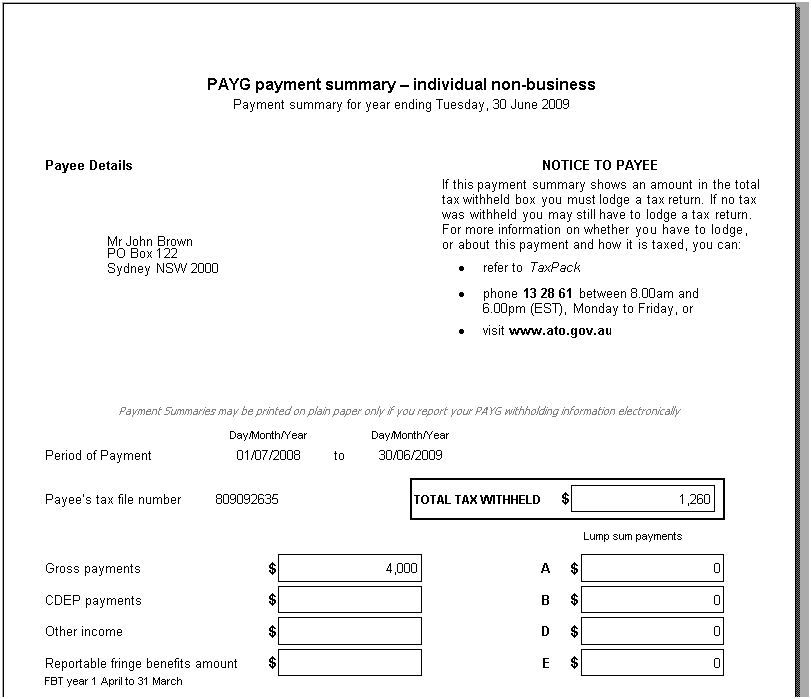 PAYG payment summary – individual non-business
Payment summary for year ending Tuesday, 30 June 2009
Payee Details
Mr John Brown
PO Box 122
Sydney NSW 2000
NOTICE TO PAYEE
If this payment summary shows an amount in the total
tax withheld box you must lodge a tax return. If no tax
was withheld you may still have to lodge a tax return.
For more information on whether you have to lodge,
or about this payment and how it is taxed, you can:
• refer to TaxPack
• phone 13 28 61 between 8.00am and
6.00pm (EST), Monday to Friday, or
• visit www.ato.gov.au
Payment Summaries may be printed on plain paper only if you report your PAYG withholding information electronically
Day/Month/Year Day/Month/Year
Period of Payment 01/07/2008 to 30/06/2009
Payee's tax file number 809092635 TOTAL TAX WITHHELD $ 1,260
Lump sum payments
Gross payments $ 4,000 A $ 0
CDEP payments $ B $ 0
Other income $ D $ 0
Reportable fringe benefits amount $ E $ 0
FBT year 1 April to 31 March